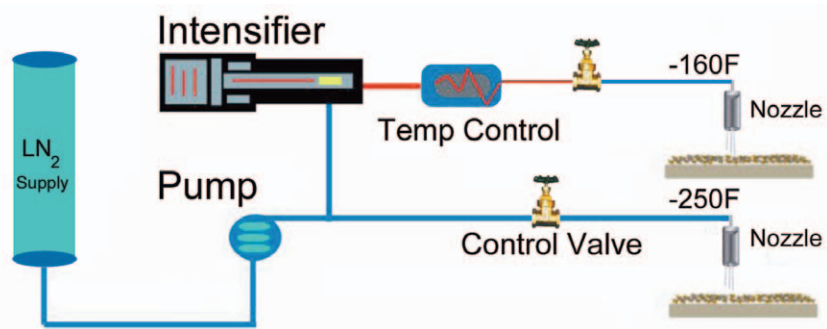 Intensifier
-160F
Nozzle
Temp Control
LN2
Supply
Pump
-250F
Control Valve
Nozzle